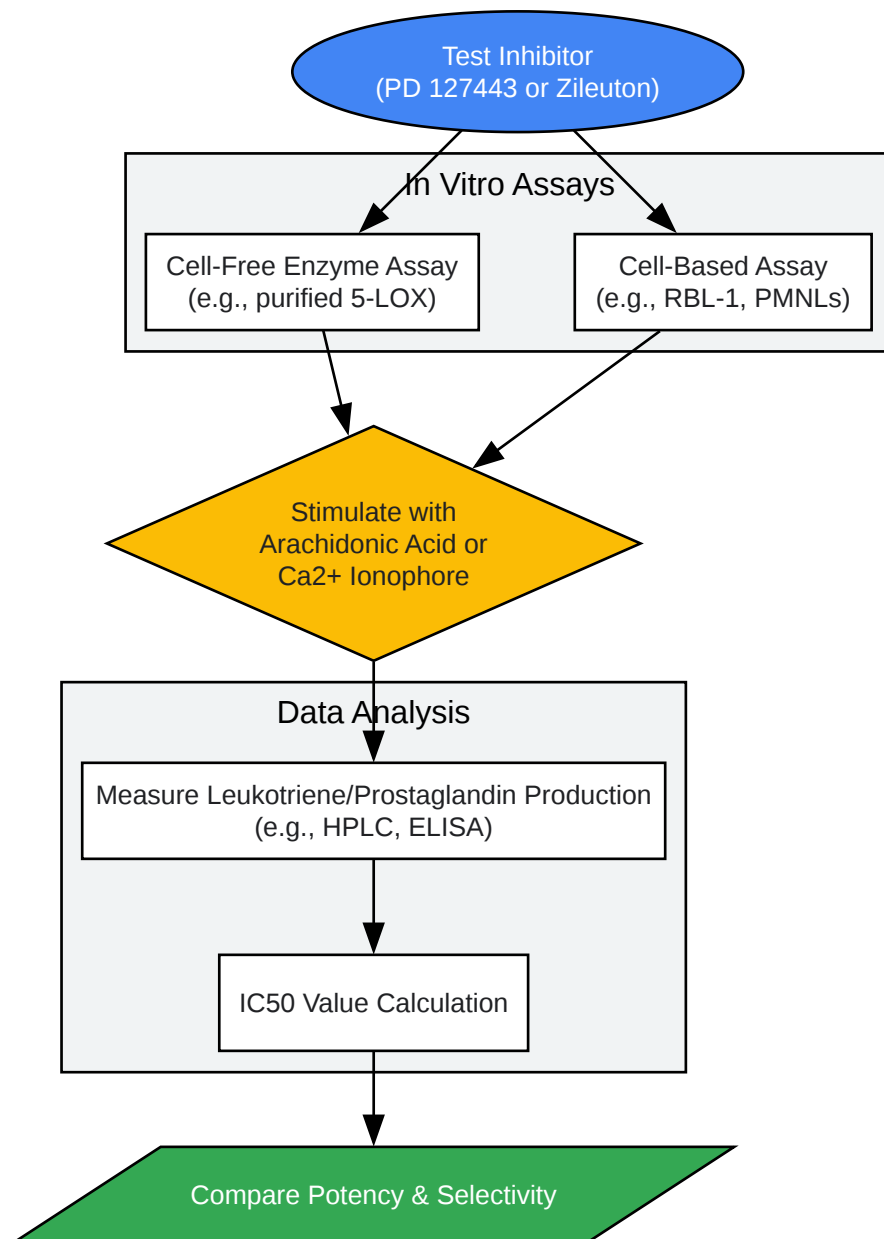 Test Inhibitor
(PD 127443 or Zileuton)
In Vitro Assays
Cell-Free Enzyme Assay
(e.g., purified 5-LOX)
Cell-Based Assay
(e.g., RBL-1, PMNLs)
Stimulate with
Arachidonic Acid or
Ca2+ Ionophore
Data Analysis
Measure Leukotriene/Prostaglandin Production
(e.g., HPLC, ELISA)
IC50 Value Calculation
Compare Potency & Selectivity